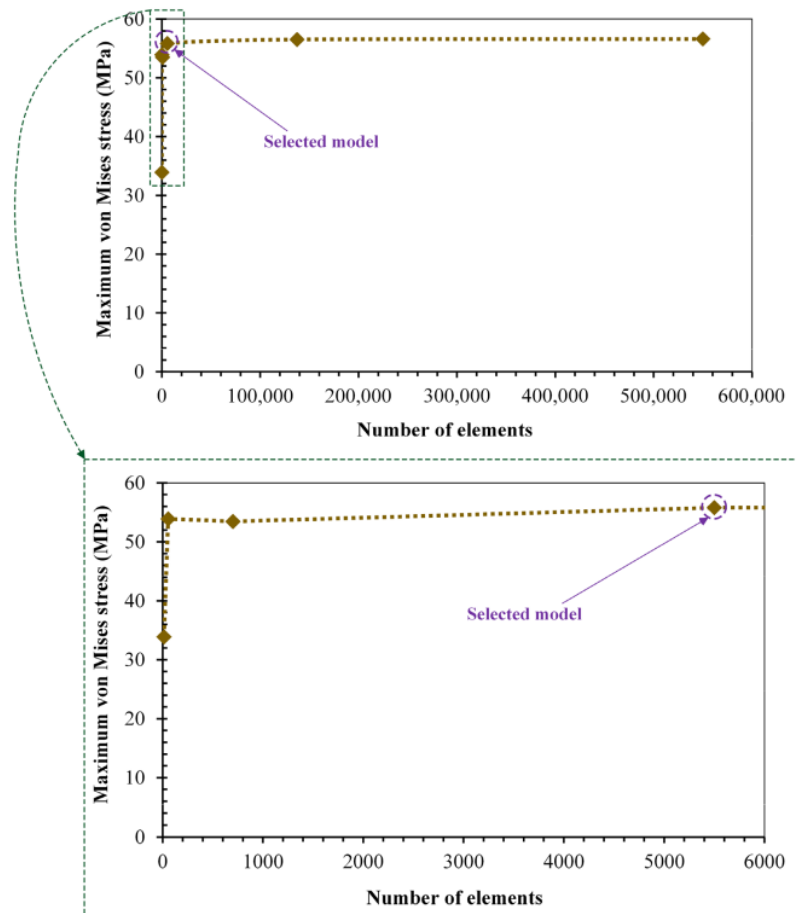 60
50
40
30
20
10
0
Maximum von Mises stress (MPa)
Selected model
0 100,000 200,000 300,000 400,000 500,000 600,000
Number of elements
60
50
40
30
20
10
0
Maximum von Mises stress (MPa)
Selected model
0 1000 2000 3000 4000 5000 6000
Number of elements